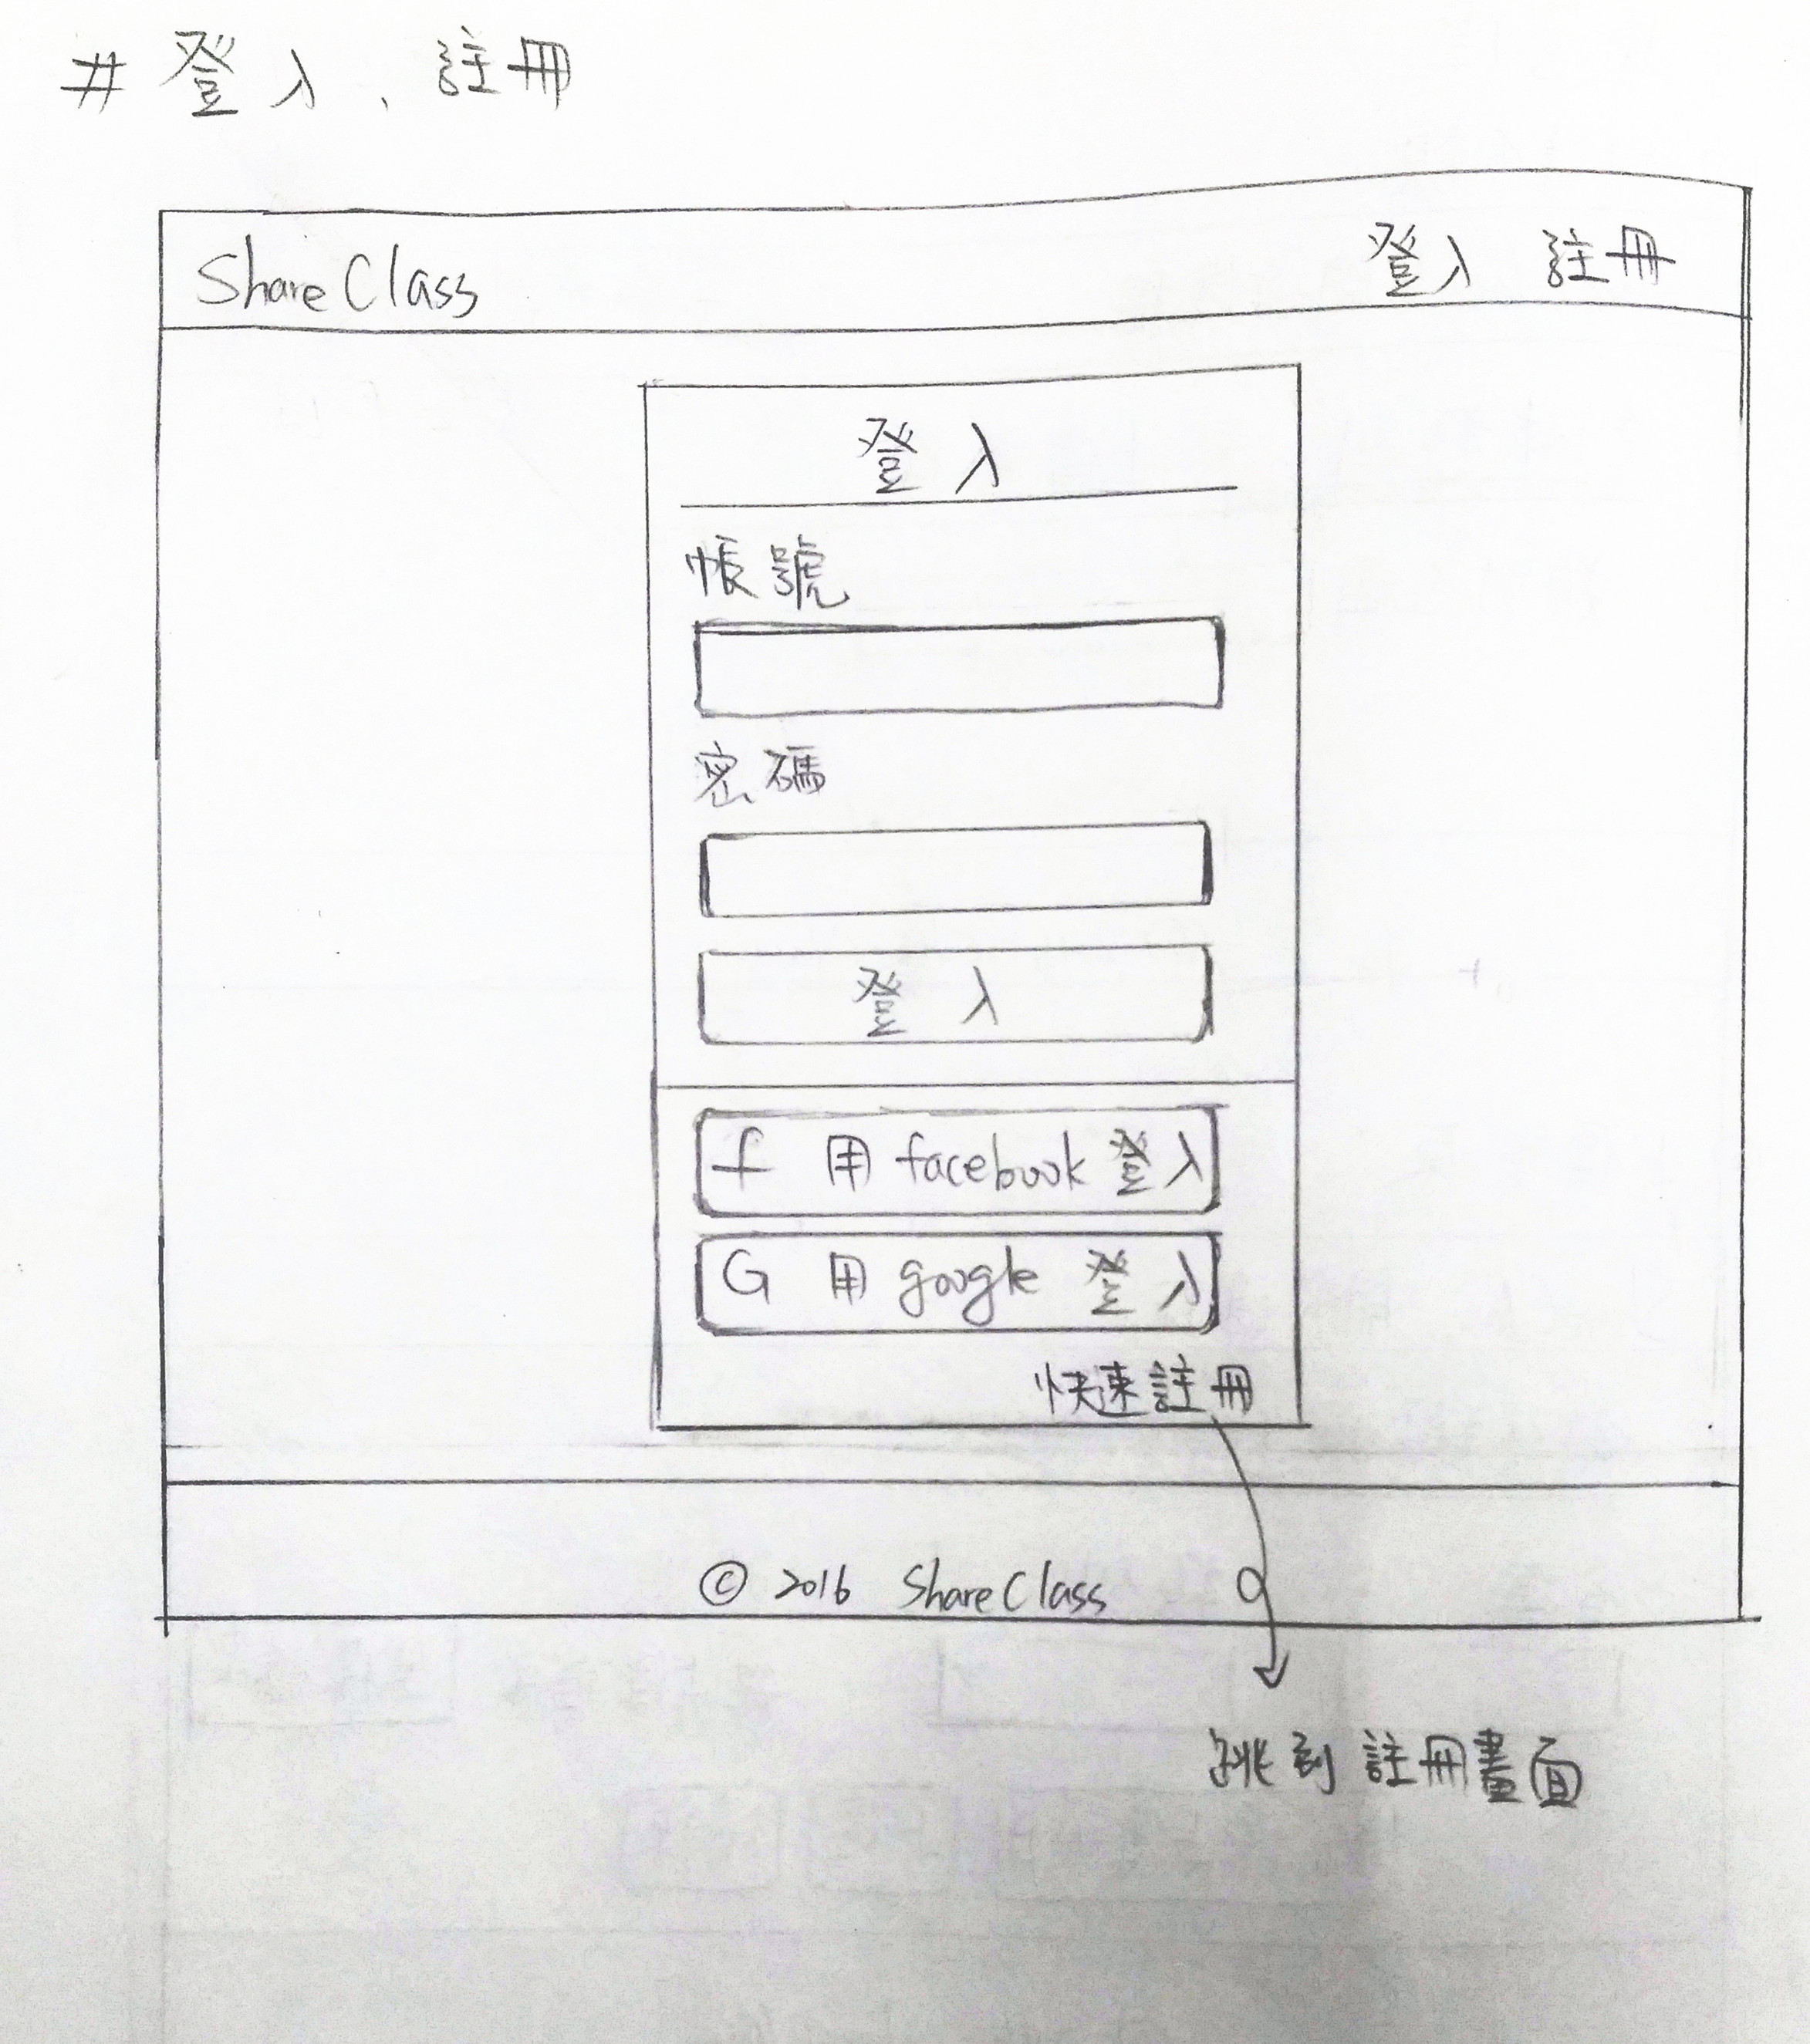 # 登入、註冊
ShareClass 登入 註冊
登入
帳號
密碼
登入
f 用 facebook 登入
G 用 google 登入
快速註冊
© 2016 ShareClass
跳到註冊畫面